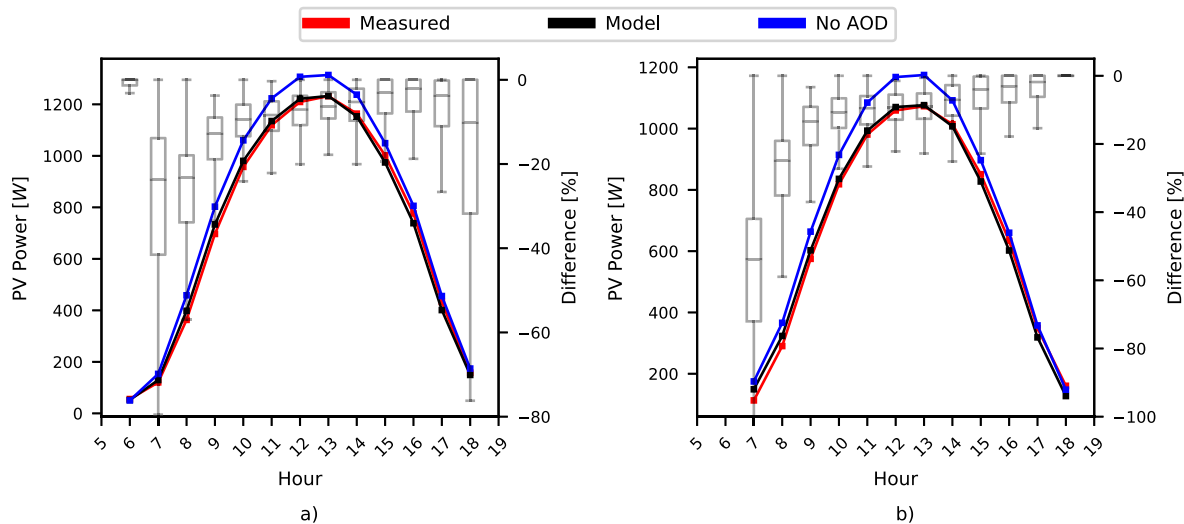 Measured Model No AOD
PV Power [W]
1200
1000
800
600
400
200
0
0
−20
−40
−60
−80
Difference [%]
5 6 7 8 9 10 11 12 13 14 15 16 17 18 19
Hour
a)
PV Power [W]
1200
1000
800
600
400
200
0
−20
−40
−60
−80
−100
Difference [%]
5 6 7 8 9 10 11 12 13 14 15 16 17 18 19
Hour
b)